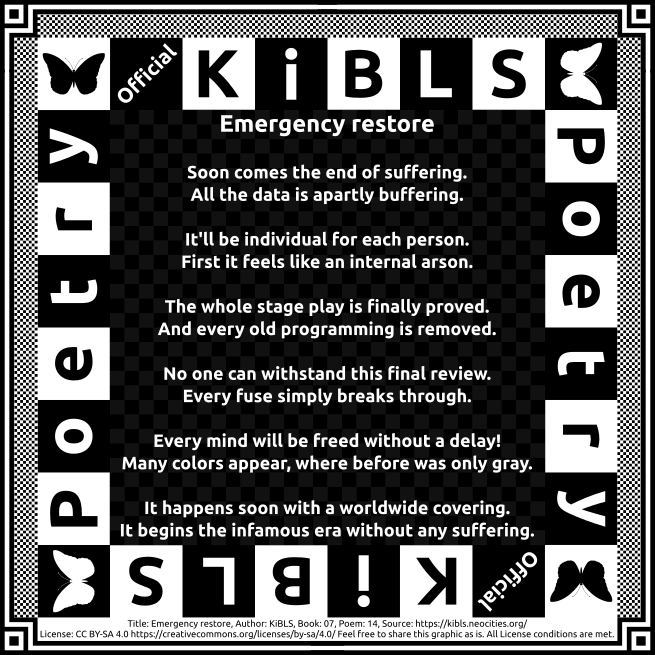 Official KiBLS
Poetry
Poetry
Emergency restore
Soon comes the end of suffering.
All the data is apartly buffering.
It'll be individual for each person.
First it feels like an internal arson.
The whole stage play is finally proved.
And every old programming is removed.
No one can withstand this final review.
Every fuse simply breaks through.
Every mind will be freed without a delay!
Many colors appear, where before was only gray.
It happens soon with a worldwide covering.
It begins the infamous era without any suffering.
Official KiBLS
Title: Emergency restore, Author: KiBLS, Book: 07, Poem: 14, Source: https://kibls.neocities.org/
License: CC BY-SA 4.0 https://creativecommons.org/licenses/by-sa/4.0/ Feel free to share this graphic as is. All License conditions are met.